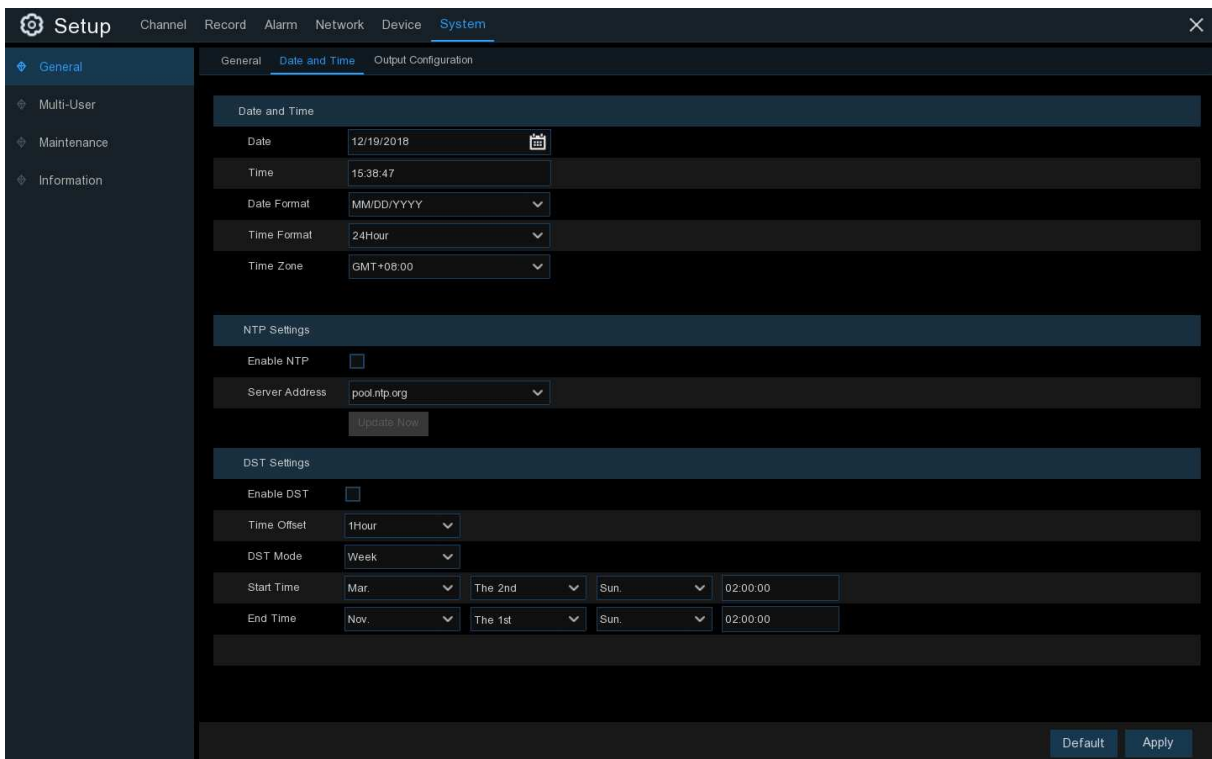 Setup Channel Record Alarm Network Device System
General
Multi-User
Maintenance
Information
General Date and Time Output Configuration
Date and Time
Date 12/19/2018
Time 15:38:47
Date Format MM/DD/YYYY
Time Format 24Hour
Time Zone GMT+08:00
NTP Settings
Enable NTP
Server Address pool.ntp.org
Update Now
DST Settings
Enable DST
Time Offset 1Hour
DST Mode Week
Start Time Mar. The 2nd Sun. 02:00:00
End Time Nov. The 1st Sun. 02:00:00
Default Apply